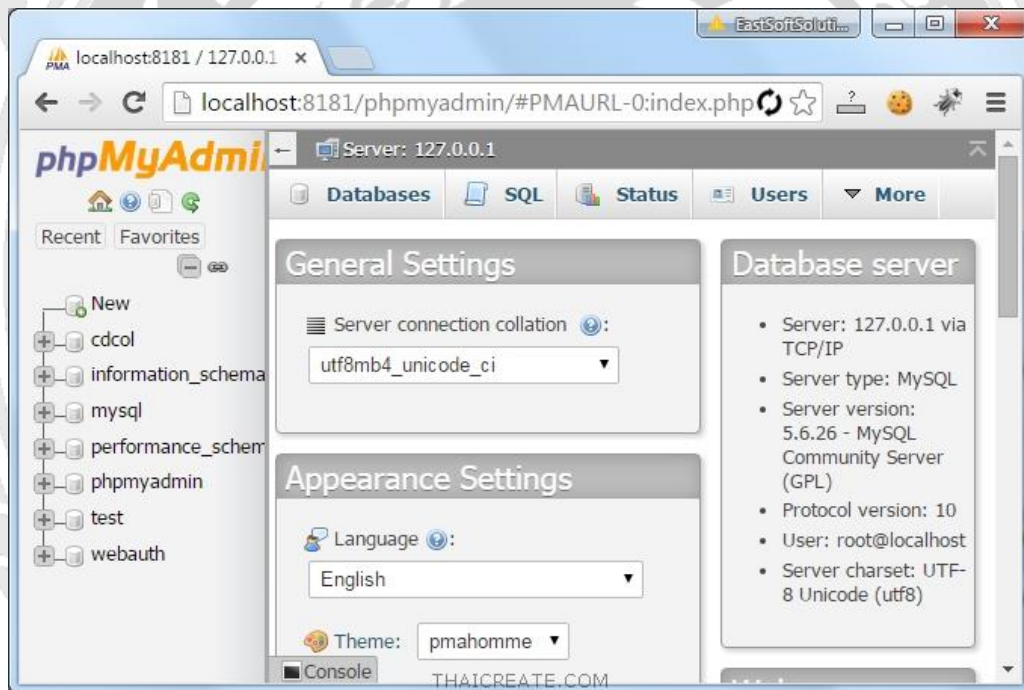 EastSoftSoluti...
localhost:8181 / 127.0.0.1
localhost:8181/phpmyadmin/#PMAURL-0:index.php
phpMyAdmi
Server: 127.0.0.1
Databases SQL Status Users More
Recent Favorites
New
cdcol
information_schema
mysql
performance_schem
phpmyadmin
test
webauth
General Settings
Server connection collation :
utf8mb4_unicode_ci
Appearance Settings
Language :
English
Theme: pmahomme
Console
Database server
Server: 127.0.0.1 via
TCP/IP
Server type: MySQL
Server version:
5.6.26 - MySQL
Community Server
(GPL)
Protocol version: 10
User: root@localhost
Server charset: UTF-
8 Unicode (utf8)
THAICREATE.COM